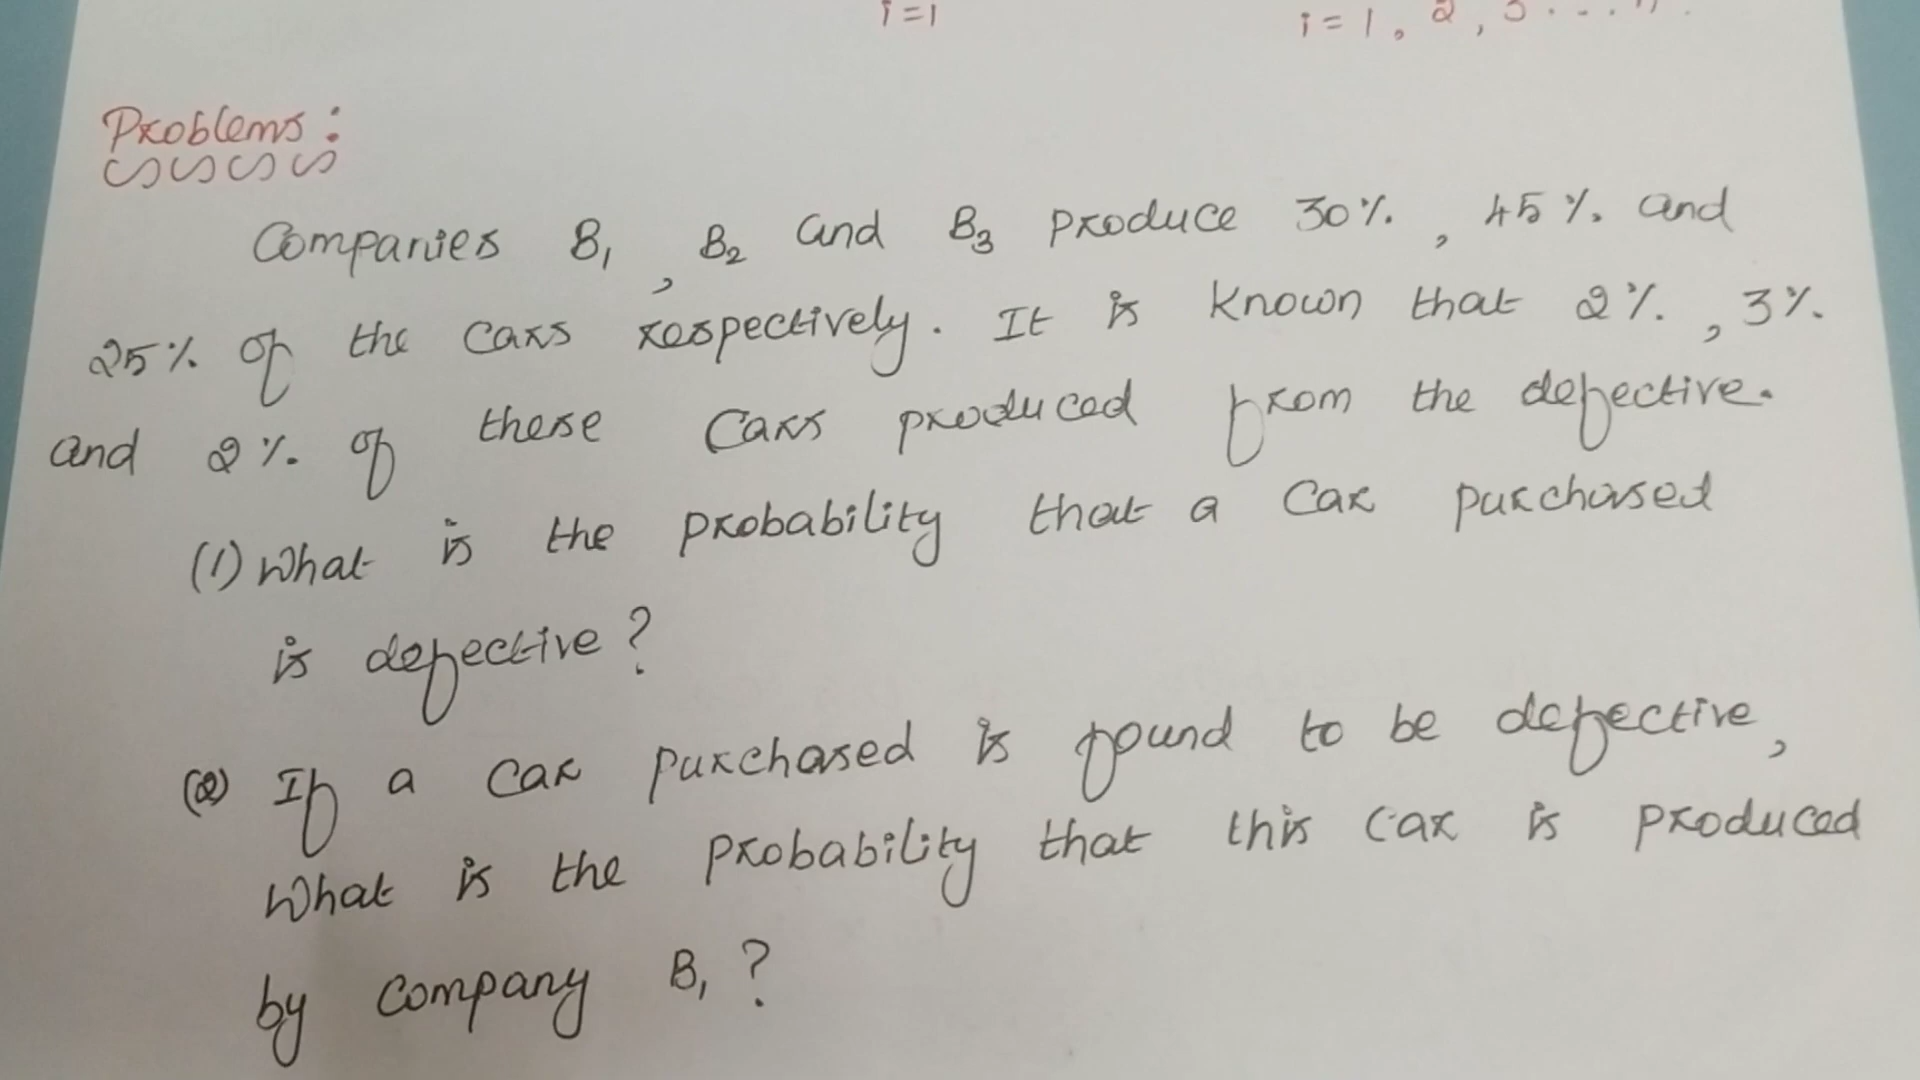 i=1 i=1, 2, 3....n.
Problems:
Companies B1, B2 and B3 produce 30%, 45% and
25% of the cars respectively. It is known that 2%, 3%
and 2% of these cars produced from the defective.
(1) What is the probability that a car purchased
is defective?
(2) If a car purchased is found to be defective,
What is the probability that this car is produced
by company B1?